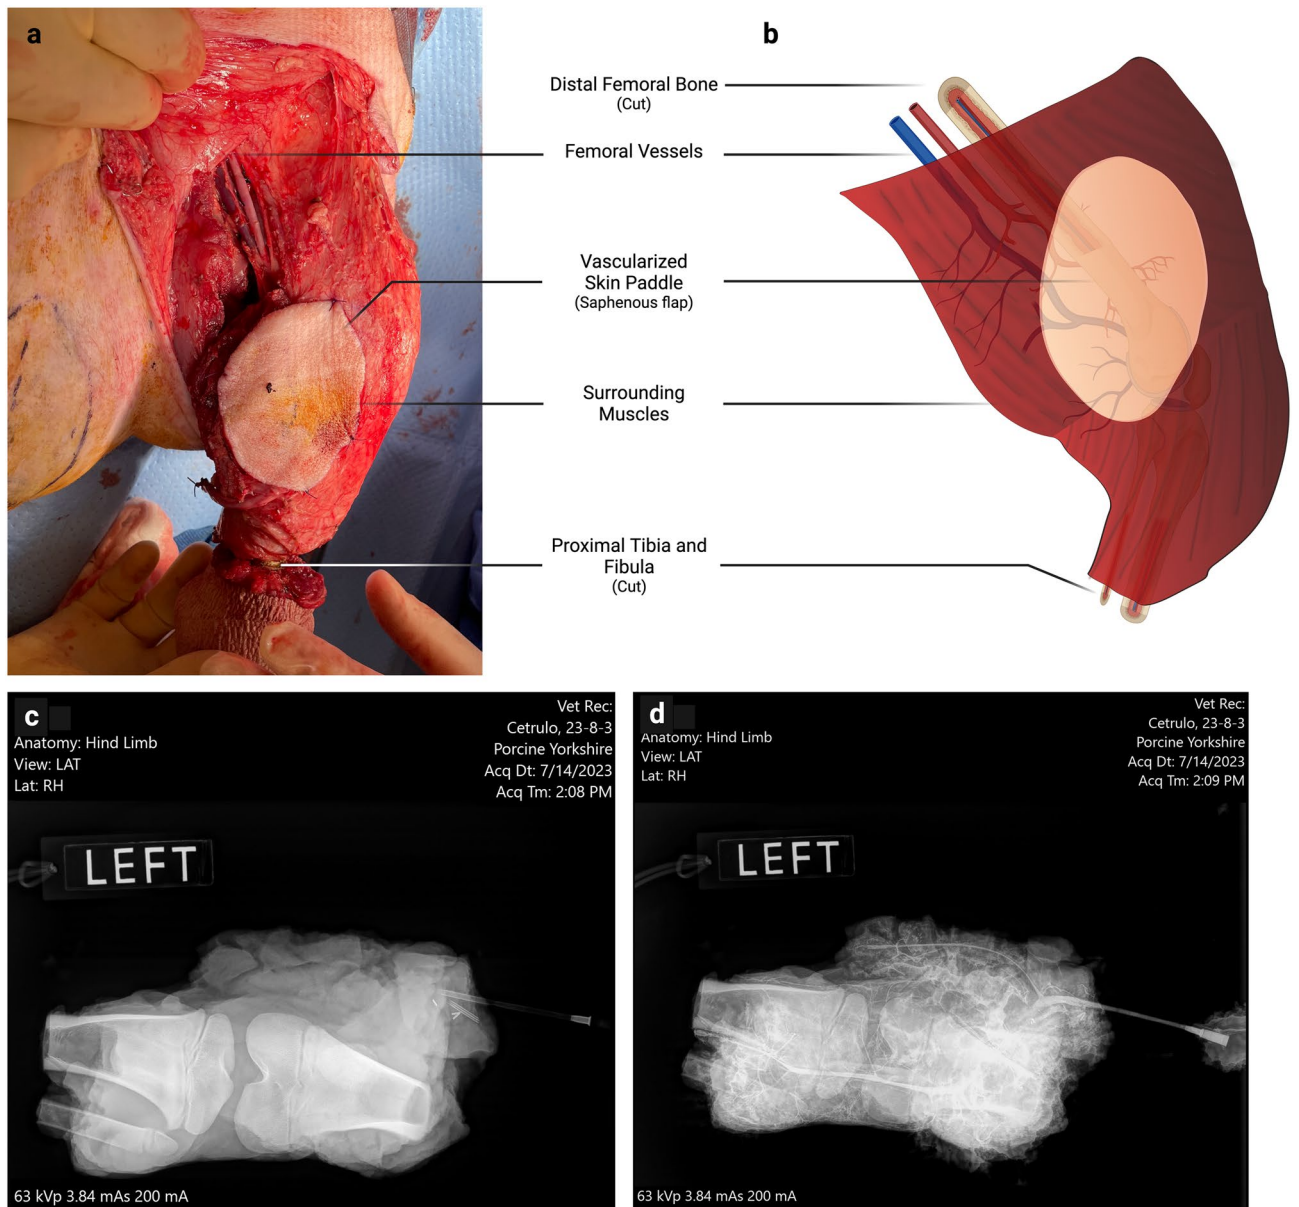 a
b
Distal Femoral Bone
(Cut)
Femoral Vessels
Vascularized
Skin Paddle
(Saphenous flap)
Surrounding
Muscles
Proximal Tibia and
Fibula
(Cut)
c
Anatomy: Hind Limb
View: LAT
Lat: RH
Vet Rec:
Cetrulo, 23-8-3
Porcine Yorkshire
Acq Dt: 7/14/2023
Acq Tm: 2:08 PM
LEFT
63 kVp 3.84 mAs 200 mA
d
Anatomy: Hind Limb
View: LAT
Lat: RH
Vet Rec:
Cetrulo, 23-8-3
Porcine Yorkshire
Acq Dt: 7/14/2023
Acq Tm: 2:09 PM
LEFT
63 kVp 3.84 mAs 200 mA